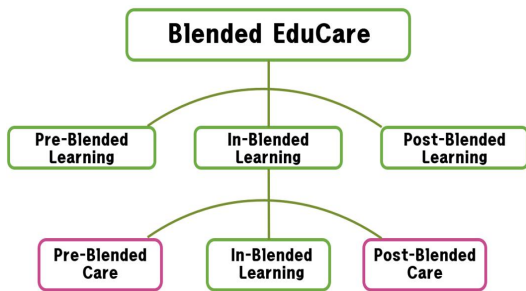 Blended EduCare
Pre-Blended
Learning
In-Blended
Learning
Post-Blended
Learning
Pre-Blended
Care
In-Blended
Learning
Post-Blended
Care